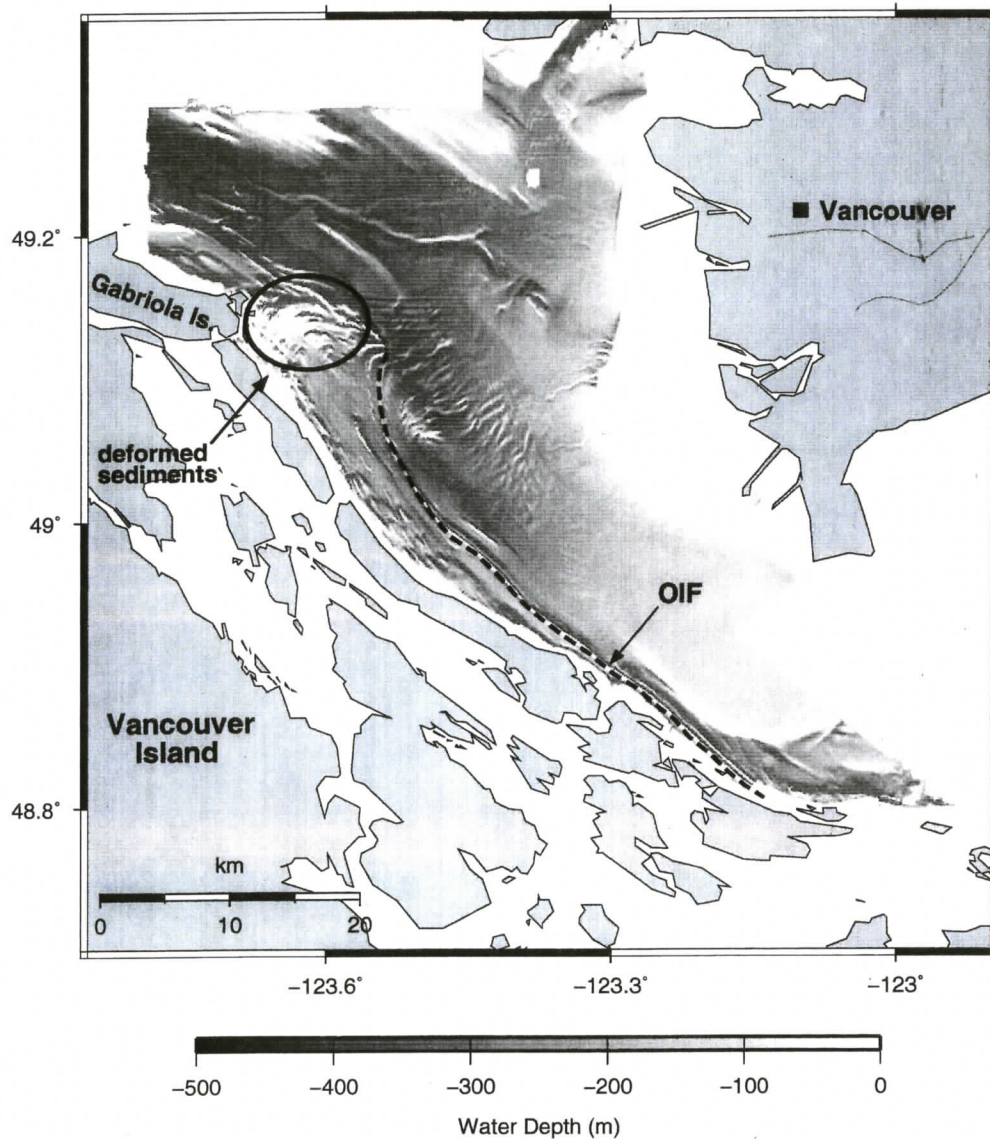 49.2°
49°
48.8°
Vancouver
Gabriola Is.
deformed
sediments
OIF
Vancouver
Island
km
0
10
20
−123.6°
−123.3°
−123°
−500
−400
−300
−200
−100
0
Water Depth (m)